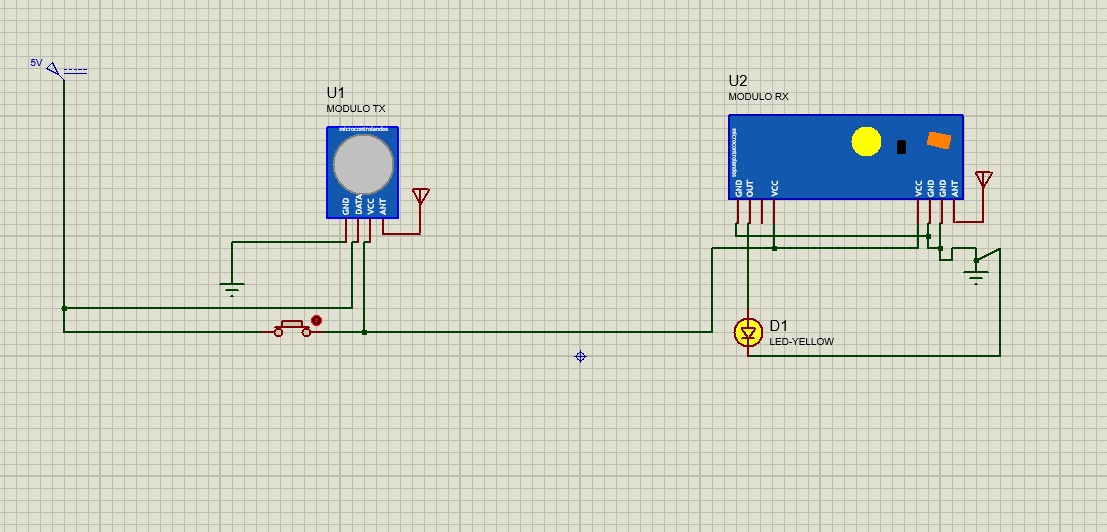 5V
U1
MODULO TX
microcontrolandos
GND
DATA
VCC
ANT
U2
MODULO RX
microcontrolandos
GND
OUT
VCC
VCC
GND
GND
ANT
D1
LED-YELLOW